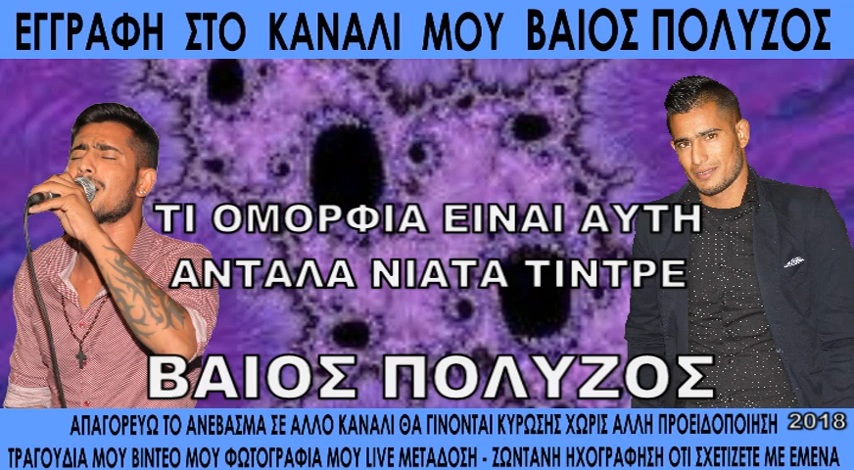 ΕΓΓΡΑΦΗ ΣΤΟ ΚΑΝΑΛΙ ΜΟΥ ΒΑΙΟΣ ΠΟΛΥΖΟΣ
ΤΙ ΟΜΟΡΦΙΑ ΕΙΝΑΙ ΑΥΤΗ
ΑΝΤΑΛΑ ΝΙΑΤΑ ΤΙΝΤΡΕ
ΒΑΙΟΣ ΠΟΛΥΖΟΣ
ΑΠΑΓΟΡΕΥΩ ΤΟ ΑΝΕΒΑΣΜΑ ΣΕ ΑΛΛΟ ΚΑΝΑΛΙ ΘΑ ΓΙΝΟΝΤΑΙ ΚΥΡΩΣΗΣ ΧΩΡΙΣ ΑΛΛΗ ΠΡΟΕΙΔΟΠΟΙΗΣΗ 2018
ΤΡΑΓΟΥΔΙΑ ΜΟΥ ΒΙΝΤΕΟ ΜΟΥ ΦΩΤΟΓΡΑΦΙΑ ΜΟΥ LIVE ΜΕΤΑΔΟΣΗ - ΖΩΝΤΑΝΗ ΗΧΟΓΡΑΦΗΣΗ ΟΤΙ ΣΧΕΤΙΖΕΤΕ ΜΕ ΕΜΕΝΑ